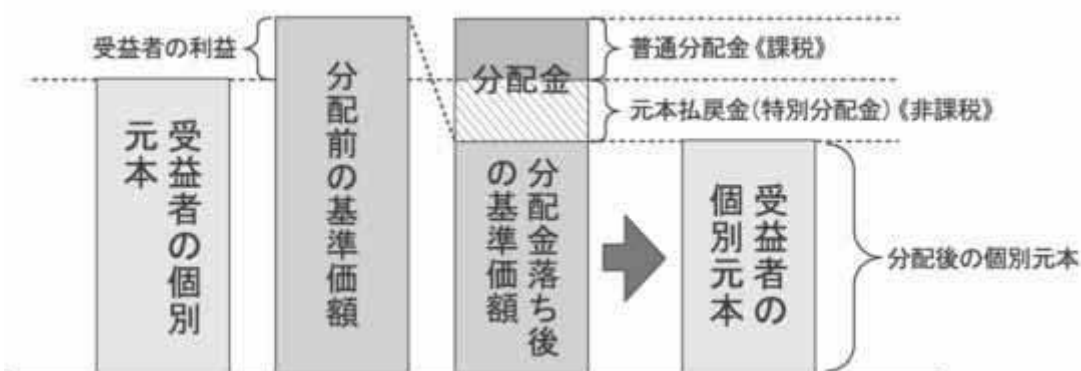 受益者の利益
受益者の個別
元本
分配前の基準価額
分配金
分配金落ち後
の基準価額
普通分配金《課税》
元本払戻金(特別分配金)《非課税》
受益者の
個別元本
分配後の個別元本